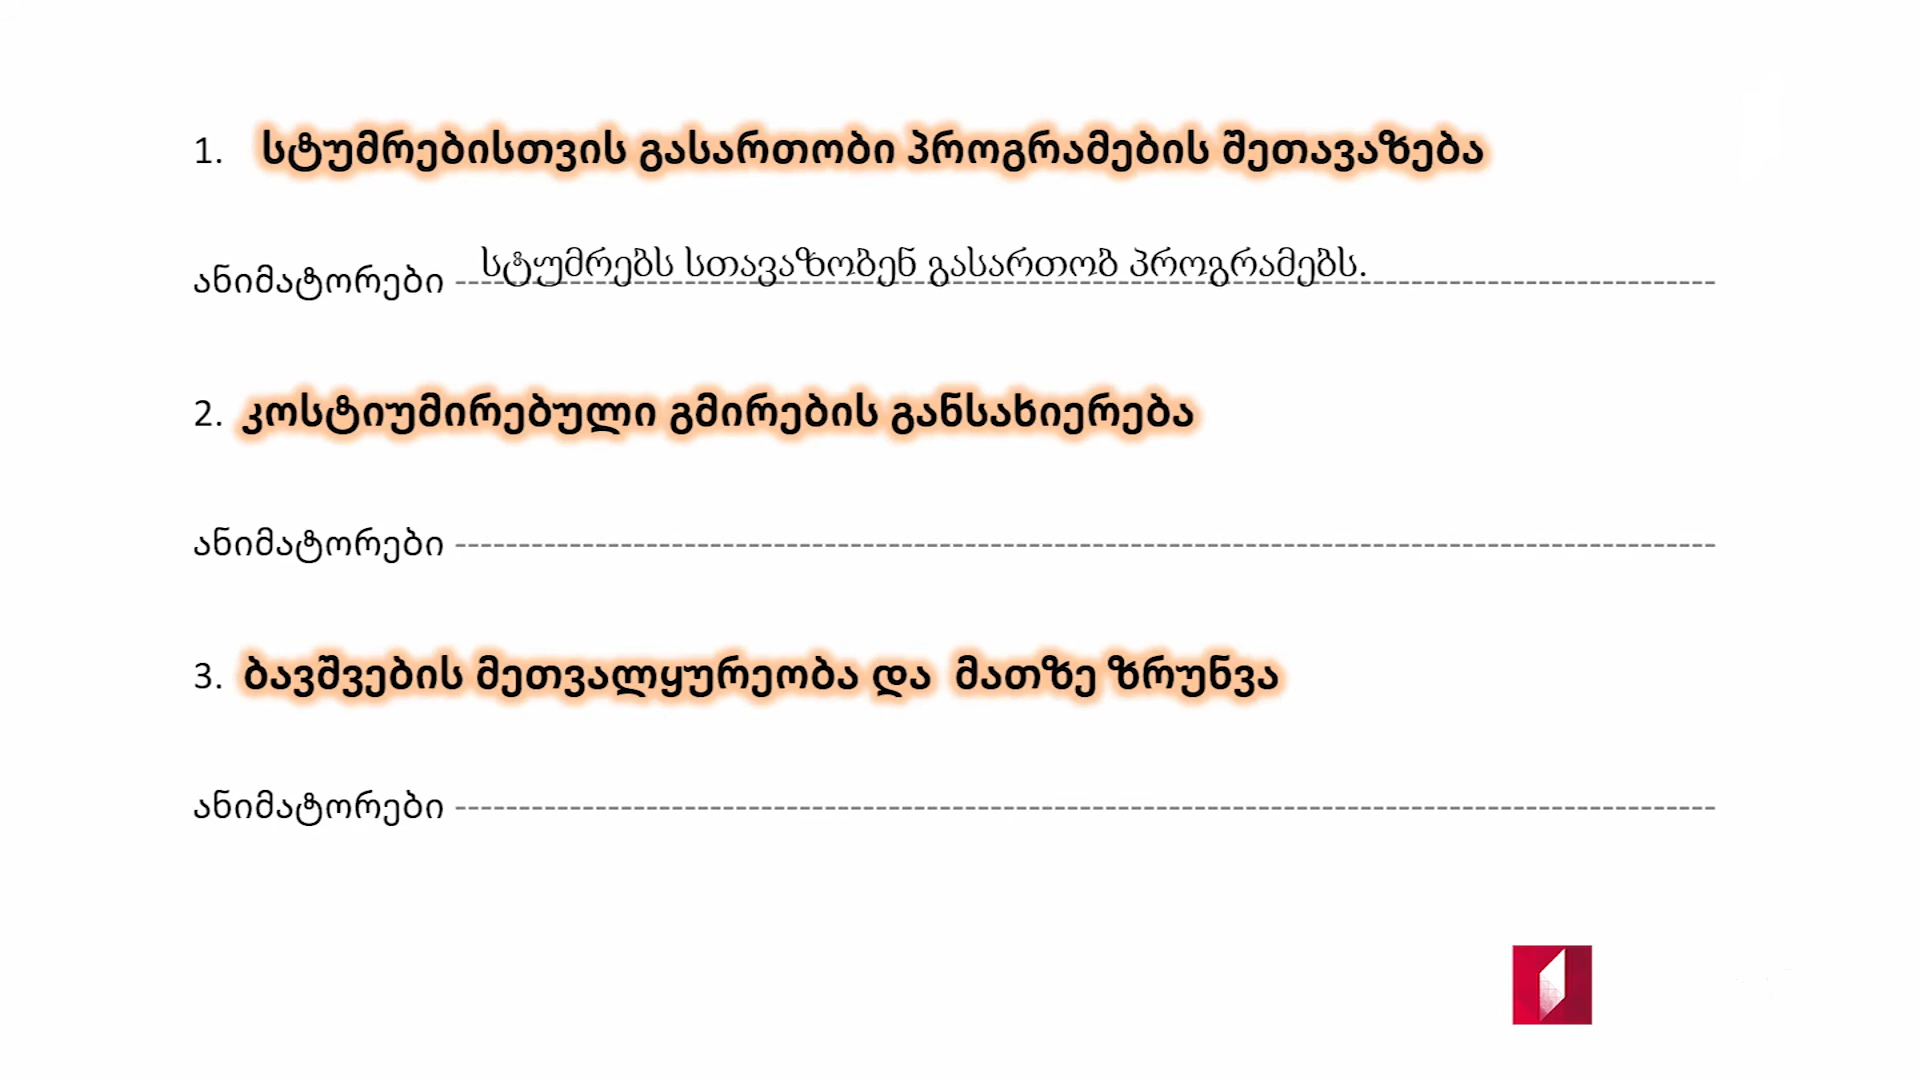 1. სტუმრებისთვის გასართობი პროგრამების შეთავაზება
ანიმატორები ---- სტუმრებს სთავაზობენ გასართობ პროგრამებს.
2. კოსტიუმირებული გმირების განსახიერება
ანიმატორები ----
3. ბავშვების მეთვალყურეობა და მათზე ზრუნვა
ანიმატორები ----